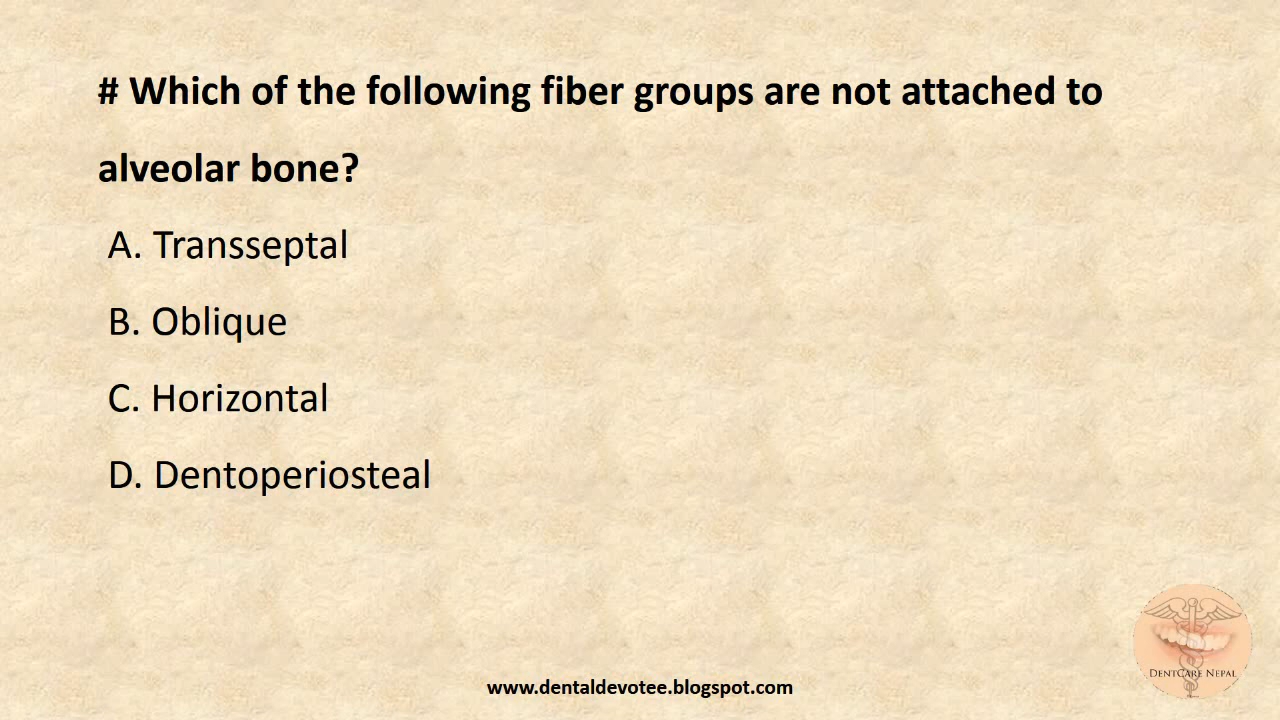 # Which of the following fiber groups are not attached to
alveolar bone?
A. Transseptal
B. Oblique
C. Horizontal
D. Dentoperiosteal
DentCare Nepal
www.dentaldevotee.blogspot.com